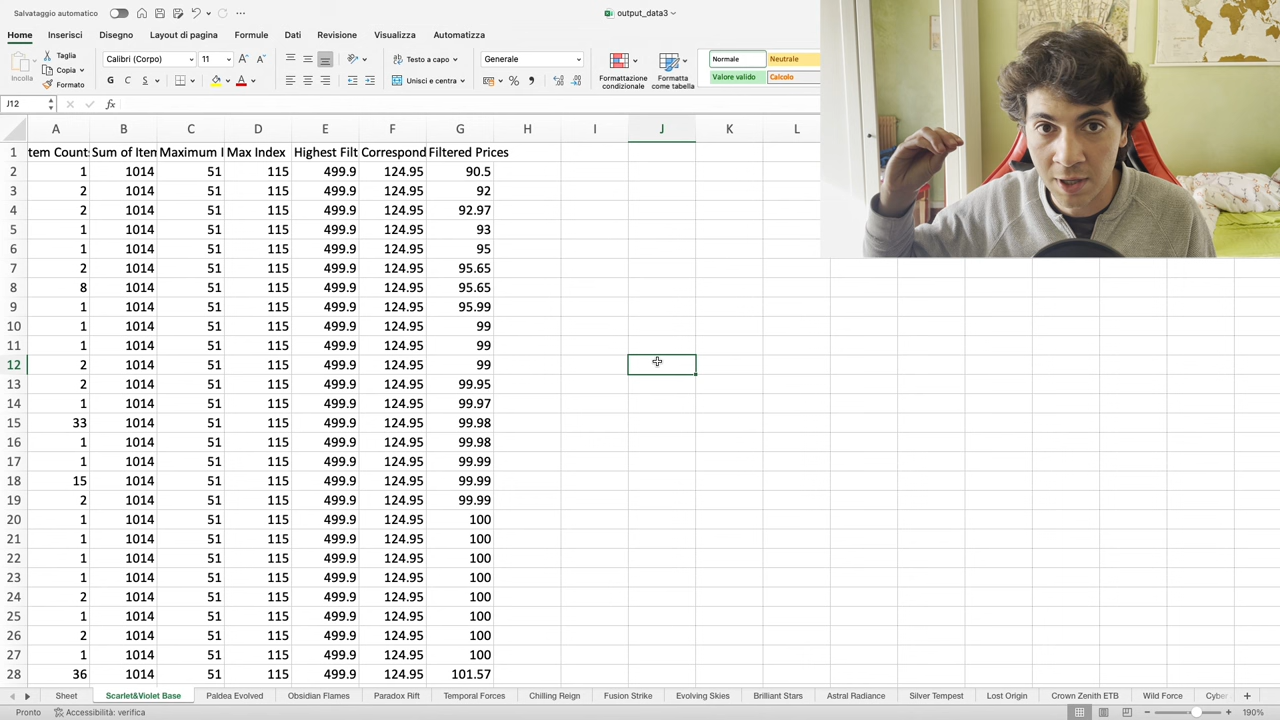 Salvataggio automatico
output_data3
Home Inserisci Disegno Layout di pagina Formule Dati Revisione Visualizza Automatizza
Incolla
Taglia
Copia
Formato
Calibri (Corpo) 11
G C S
Testo a capo
Unisci e centra
Generale
Formattazione condizionale
Formatta come tabella
Normale Neutrale
Valore valido Calcolo
J12 fx
A B C D E F G H I J K L
1 tem Count: Sum of Iten Maximum I Max Index Highest Filt Correspond Filtered Prices
2 1 1014 51 115 499.9 124.95 90.5
3 2 1014 51 115 499.9 124.95 92
4 2 1014 51 115 499.9 124.95 92.97
5 1 1014 51 115 499.9 124.95 93
6 1 1014 51 115 499.9 124.95 95
7 2 1014 51 115 499.9 124.95 95.65
8 8 1014 51 115 499.9 124.95 95.65
9 1 1014 51 115 499.9 124.95 95.99
10 1 1014 51 115 499.9 124.95 99
11 1 1014 51 115 499.9 124.95 99
12 2 1014 51 115 499.9 124.95 99
13 2 1014 51 115 499.9 124.95 99.95
14 1 1014 51 115 499.9 124.95 99.97
15 33 1014 51 115 499.9 124.95 99.98
16 1 1014 51 115 499.9 124.95 99.98
17 1 1014 51 115 499.9 124.95 99.99
18 15 1014 51 115 499.9 124.95 99.99
19 2 1014 51 115 499.9 124.95 99.99
20 1 1014 51 115 499.9 124.95 100
21 1 1014 51 115 499.9 124.95 100
22 1 1014 51 115 499.9 124.95 100
23 1 1014 51 115 499.9 124.95 100
24 2 1014 51 115 499.9 124.95 100
25 1 1014 51 115 499.9 124.95 100
26 2 1014 51 115 499.9 124.95 100
27 1 1014 51 115 499.9 124.95 100
28 36 1014 51 115 499.9 124.95 101.57
Sheet Scarlet&Violet Base Paldea Evolved Obsidian Flames Paradox Rift Temporal Forces Chilling Reign Fusion Strike Evolving Skies Brilliant Stars Astral Radiance Silver Tempest Lost Origin Crown Zenith ETB Wild Force Cyber
Pronto Accessibilità: verifica 190%